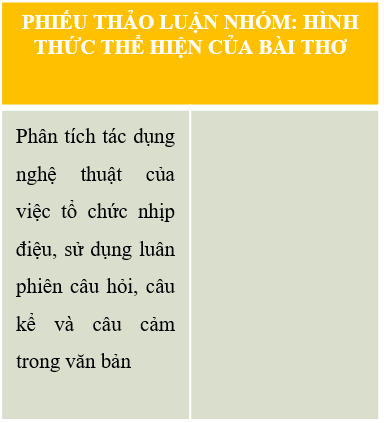 PHIẾU THẢO LUẬN NHÓM: HÌNH
THỨC THỂ HIỆN CỦA BÀI THƠ
Phân tích tác dụng
nghệ thuật của
việc tổ chức nhịp
điệu, sử dụng luân
phiên câu hỏi, câu
kể và câu cảm
trong văn bản